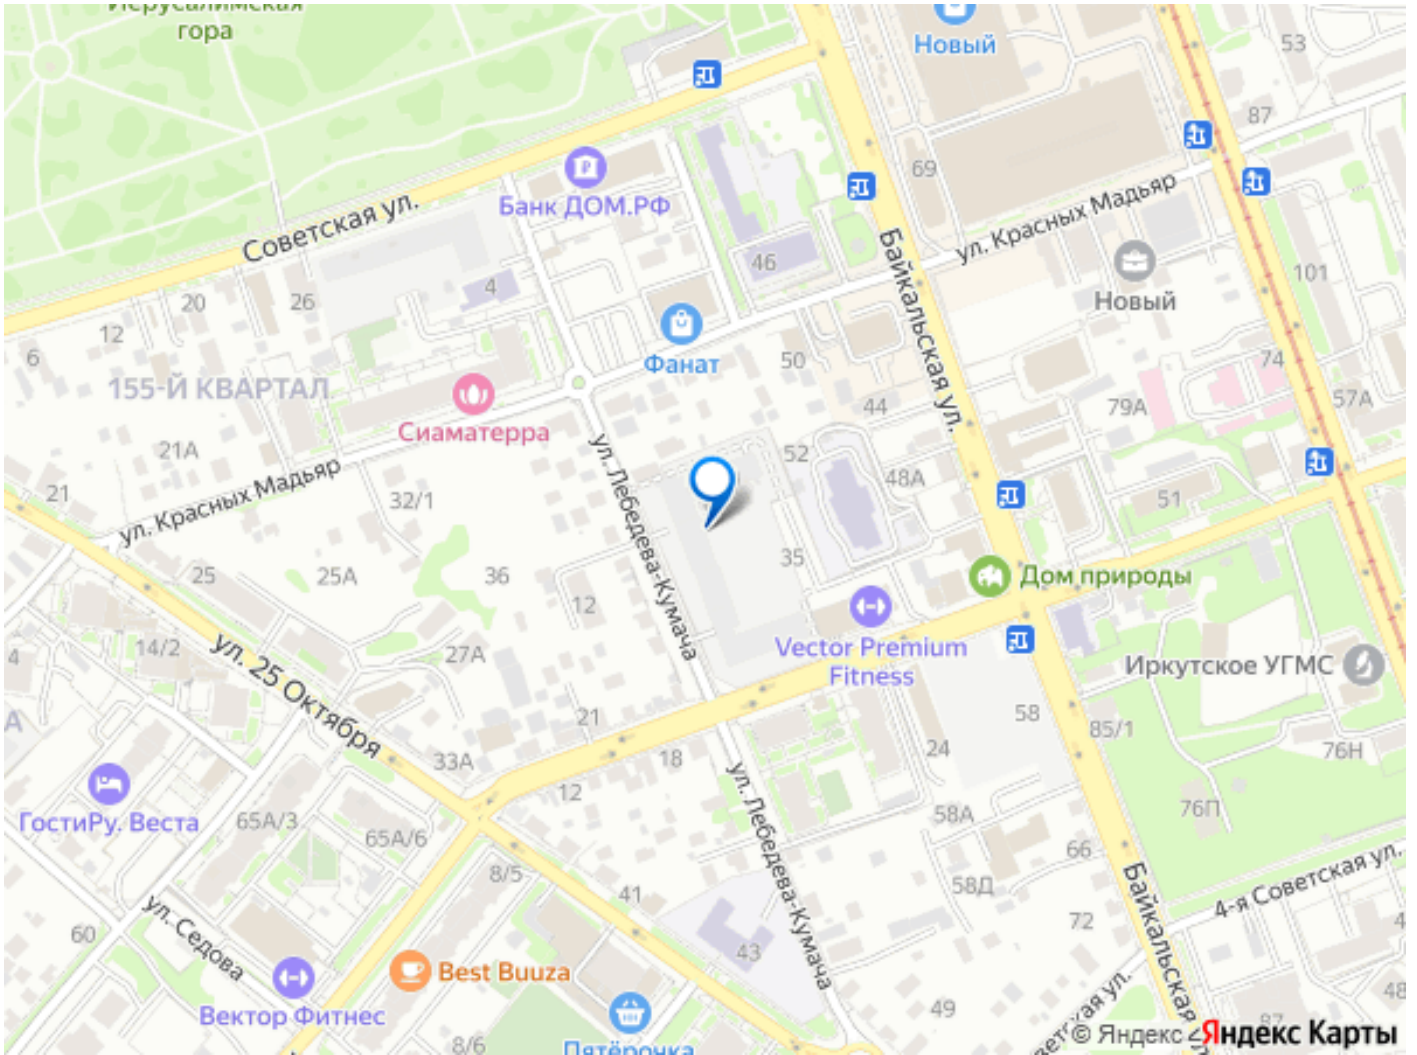 Иерусалимская
гора
Новый
53
87
69
Банк ДОМ.РФ
Советская ул.
ул. Красных Мадьяр
46
4
20
26
Байкальская ул.
Новый
101
12
6
Фанат
50
74
155-Й КВАРТАЛ
57А
79А
44
Сиаматерра
21А
52
48А
21
ул. Красных Мадьяр
32/1
ул. Лебедева-Кумача
51
35
25
25А
36
Дом природы
12
14/2
4
27А
Vector Premium
Fitness
Иркутское УГМС
ул. 25 Октября
А
21
58
85/1
76Н
24
33А
18
12
ул. Лебедева-Кумача
ГостиРу. Веста
65А/3
65А/6
58А
76П
66
8/5
41
58Д
4-я Советская ул.
Байкальская ул.
ул. Седова
60
72
43
Best Buuza
49
48
Вектор Фитнес
Пятёрочка
8/6
87
© Яндекс
Яндекс Карты